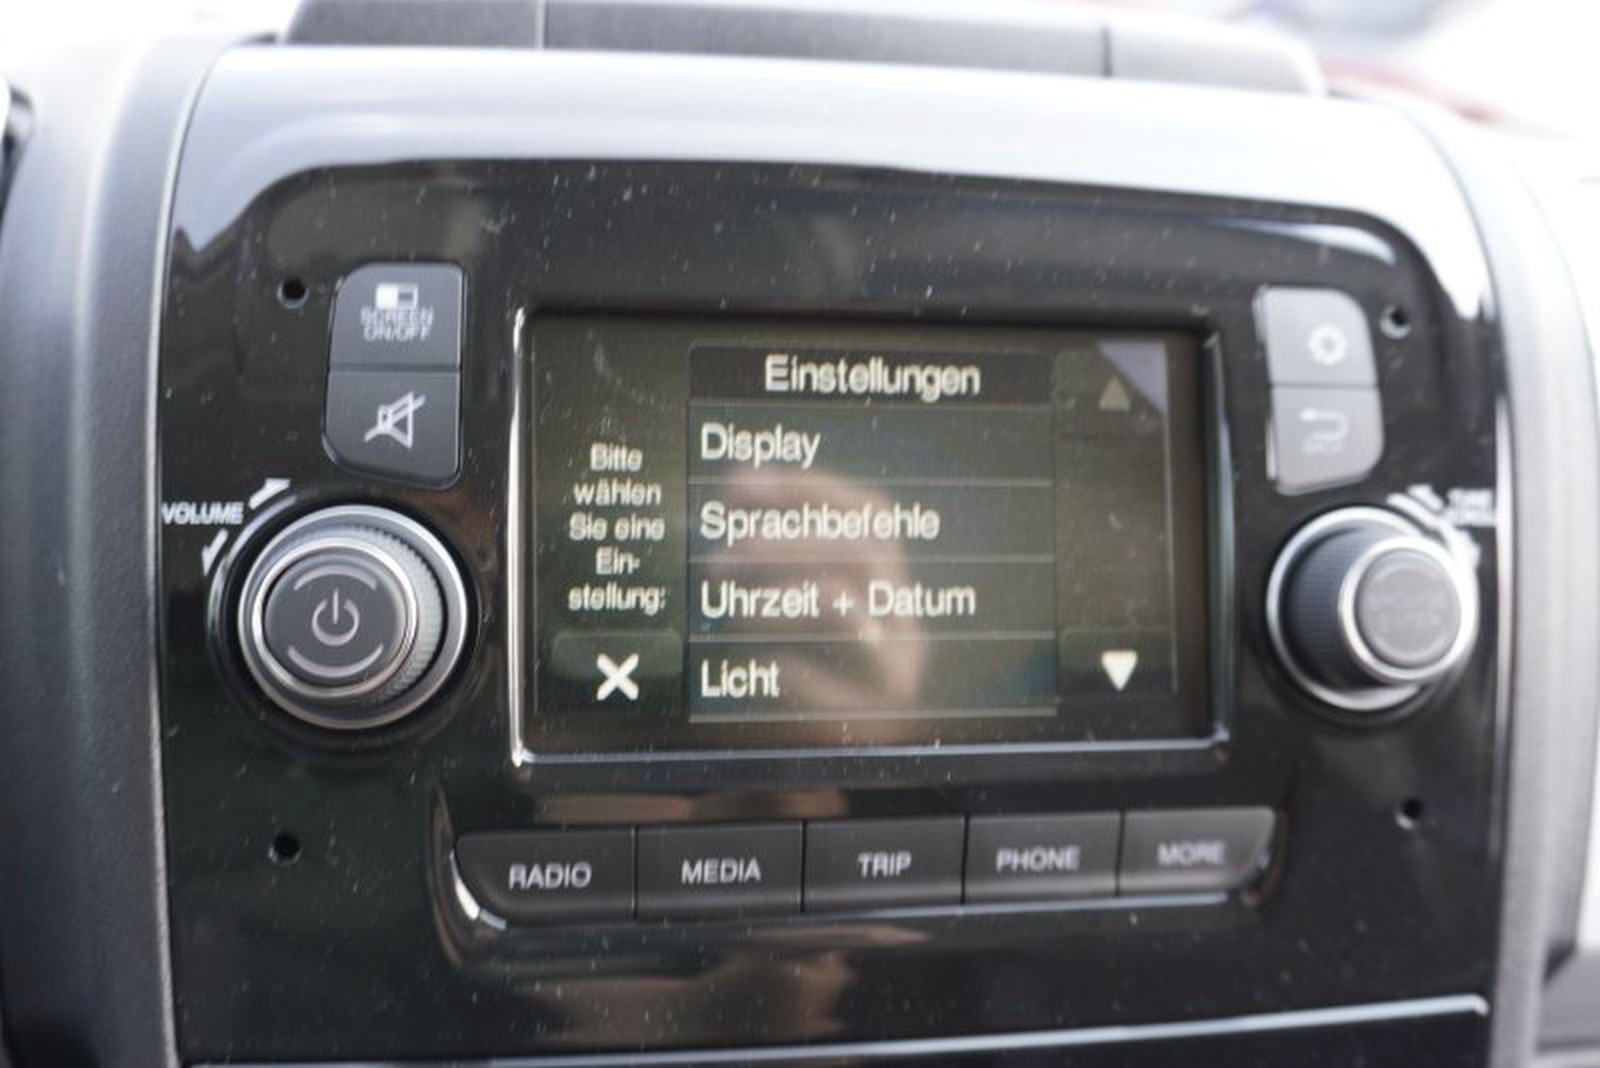 SCREEN
ON/OFF
VOLUME
Einstellungen
Bitte
wählen
Sie eine
Ein-
stellung:
Display
Sprachbefehle
Uhrzeit + Datum
Licht
RADIO
MEDIA
TRIP
PHONE
MORE